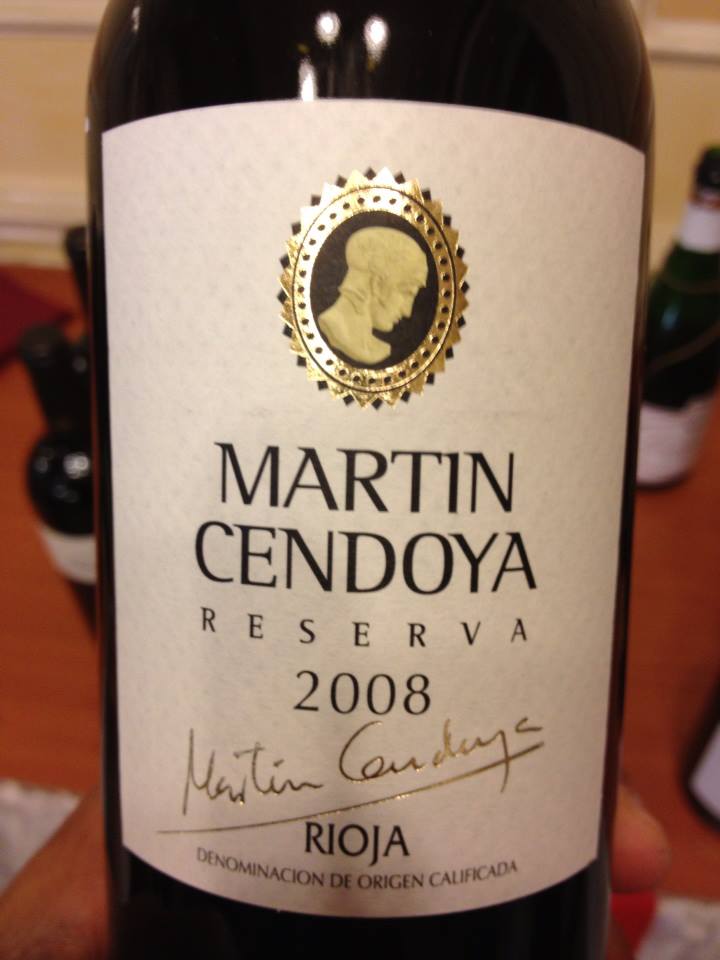 MARTIN
CENDOYA
RESERVA
2008
Martin Cendoya
RIOJA
DENOMINACION DE ORIGEN CALIFICADA